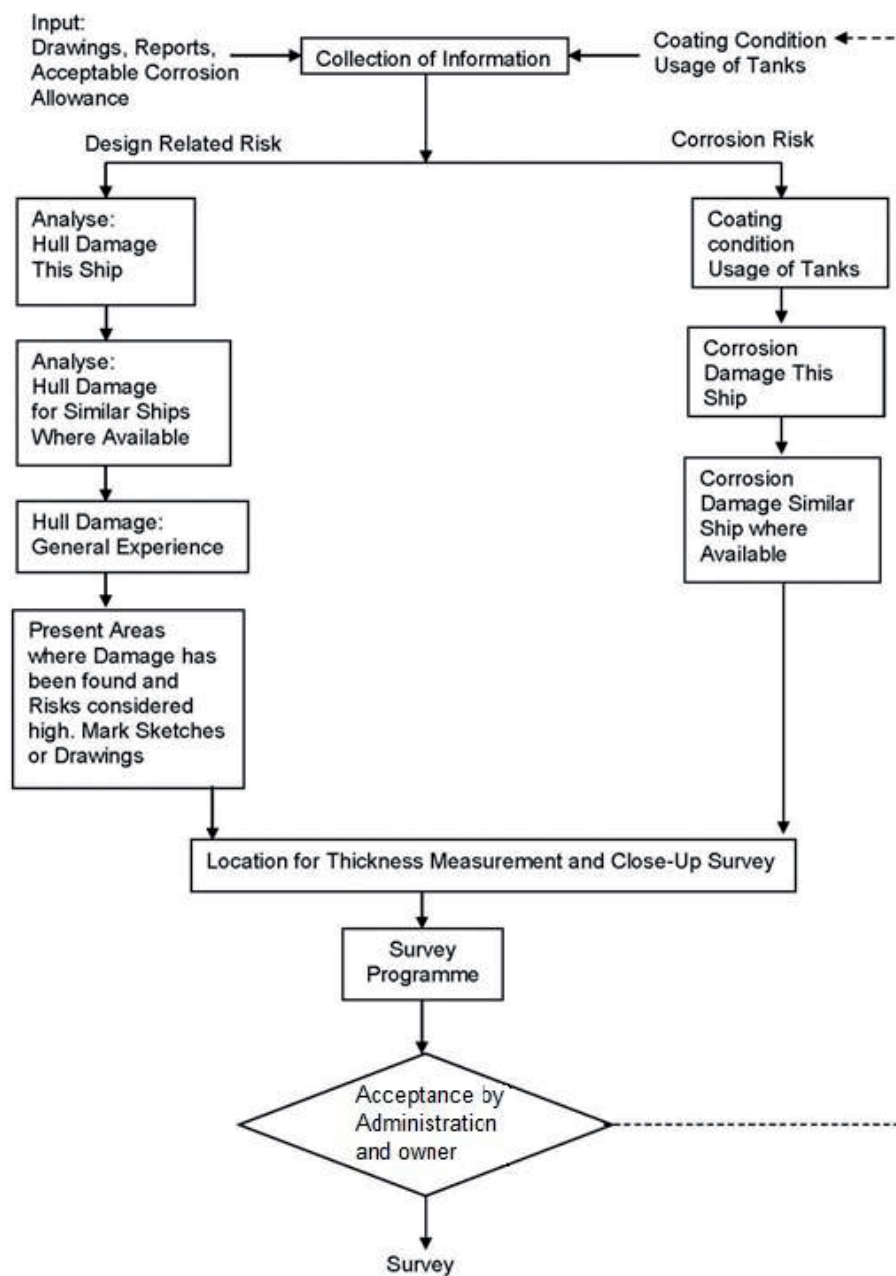 Input:
Drawings, Reports,
Acceptable Corrosion
Allowance
Collection of Information
Coating Condition
Usage of Tanks
Design Related Risk
Corrosion Risk
Analyse:
Hull Damage
This Ship
Analyse:
Hull Damage
for Similar Ships
Where Available
Hull Damage:
General Experience
Present Areas
where Damage has
been found and
Risks considered
high. Mark Sketches
or Drawings
Coating
condition
Usage of Tanks
Corrosion
Damage This
Ship
Corrosion
Damage Similar
Ship where
Available
Location for Thickness Measurement and Close-Up Survey
Survey
Programme
Acceptance by
Administration
and owner
Survey